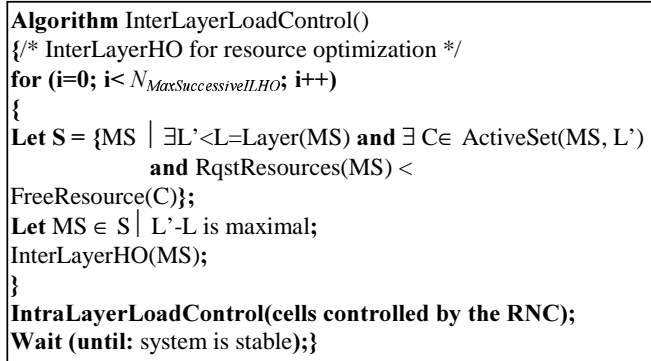 Algorithm InterLayerLoadControl()
{/* InterLayerHO for resource optimization */
for (i=0; i< N_MaxSuccessiveILHO; i++)
{
Let S = {MS | ∃L'<L=Layer(MS) and ∃ C∈ ActiveSet(MS, L')
and RqstResources(MS) <
FreeResource(C)};
Let MS ∈ S | L'-L is maximal;
InterLayerHO(MS);
}
IntraLayerLoadControl(cells controlled by the RNC);
Wait (until: system is stable);}